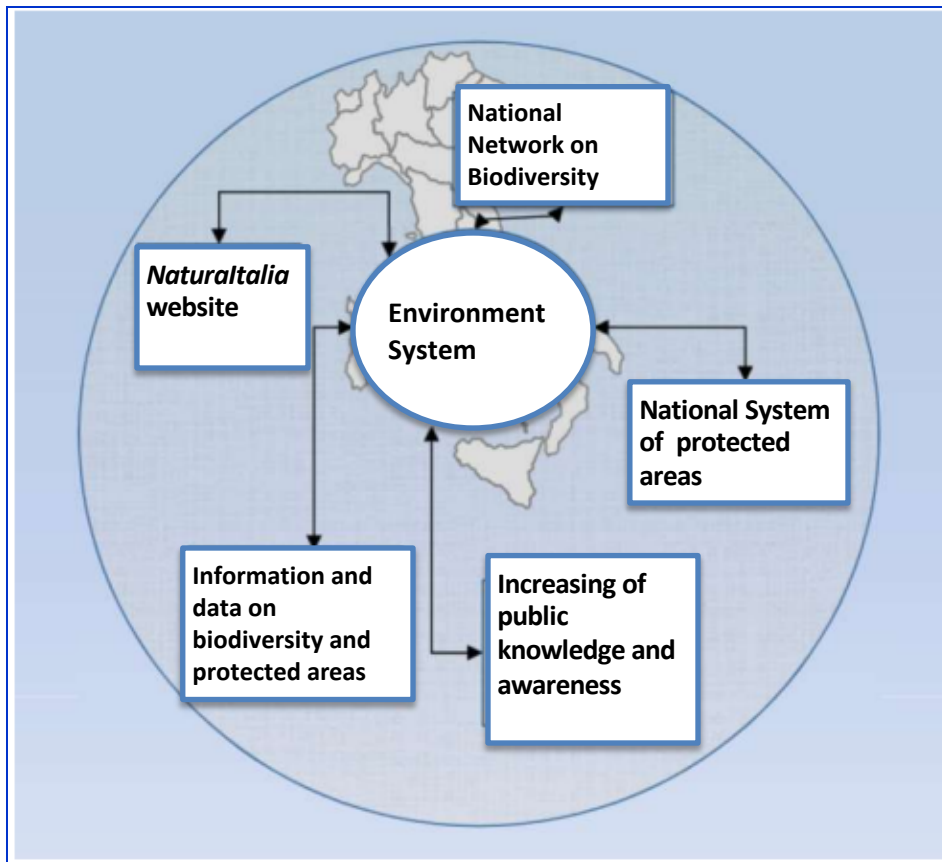 National
Network on
Biodiversity
NaturaItalia
website
Environment
System
National System
of protected
areas
Information and
data on
biodiversity and
protected areas
Increasing of
public
knowledge and
awareness